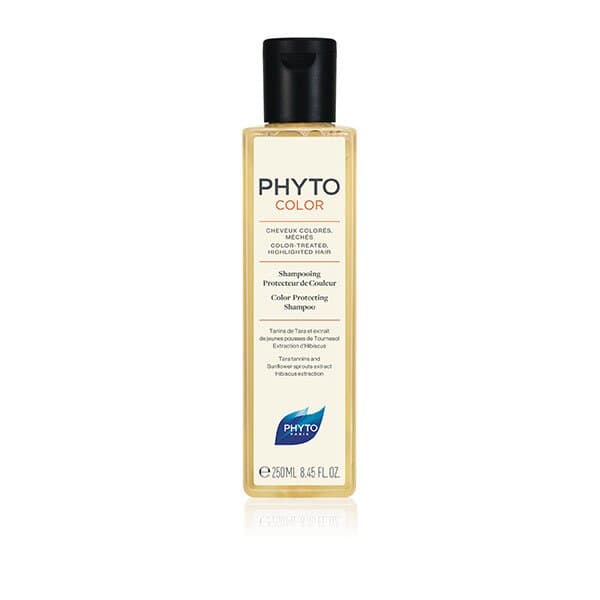 PHYTO
COLOR
CHEVEUX COLORÉS,
MÉCHÉS
COLOR-TREATED,
HIGHLIGHTED HAIR
Shampooing
Protecteur de Couleur
Color Protecting
Shampoo
Tanins de Tara et extrait
de jeunes pousses de Tournesol
Extraction d'Hibiscus
Tara tannins and
Sunflower sprouts extract
Hibiscus extraction
PHYTO
PARIS
℮ 250ML 8.45 FL.OZ.